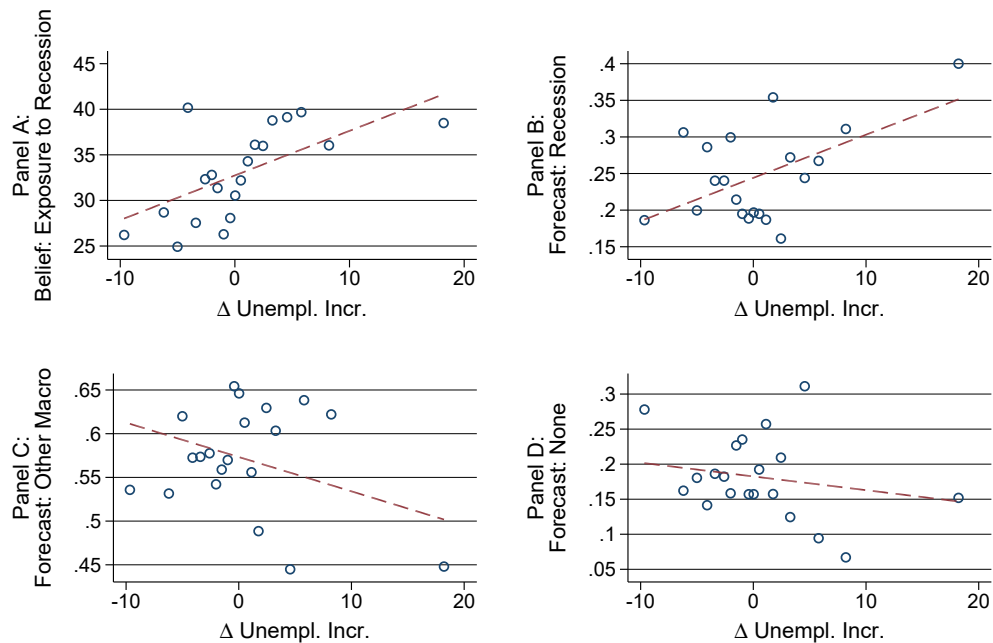 Panel A:
Belief: Exposure to Recession
45
40
35
30
25
-10 0 10 20
Δ Unempl. Incr.
Panel B:
Forecast: Recession
.4
.35
.3
.25
.2
.15
-10 0 10 20
Δ Unempl. Incr.
Panel C:
Forecast: Other Macro
.65
.6
.55
.5
.45
-10 0 10 20
Δ Unempl. Incr.
Panel D:
Forecast: None
.3
.25
.2
.15
.1
.05
-10 0 10 20
Δ Unempl. Incr.